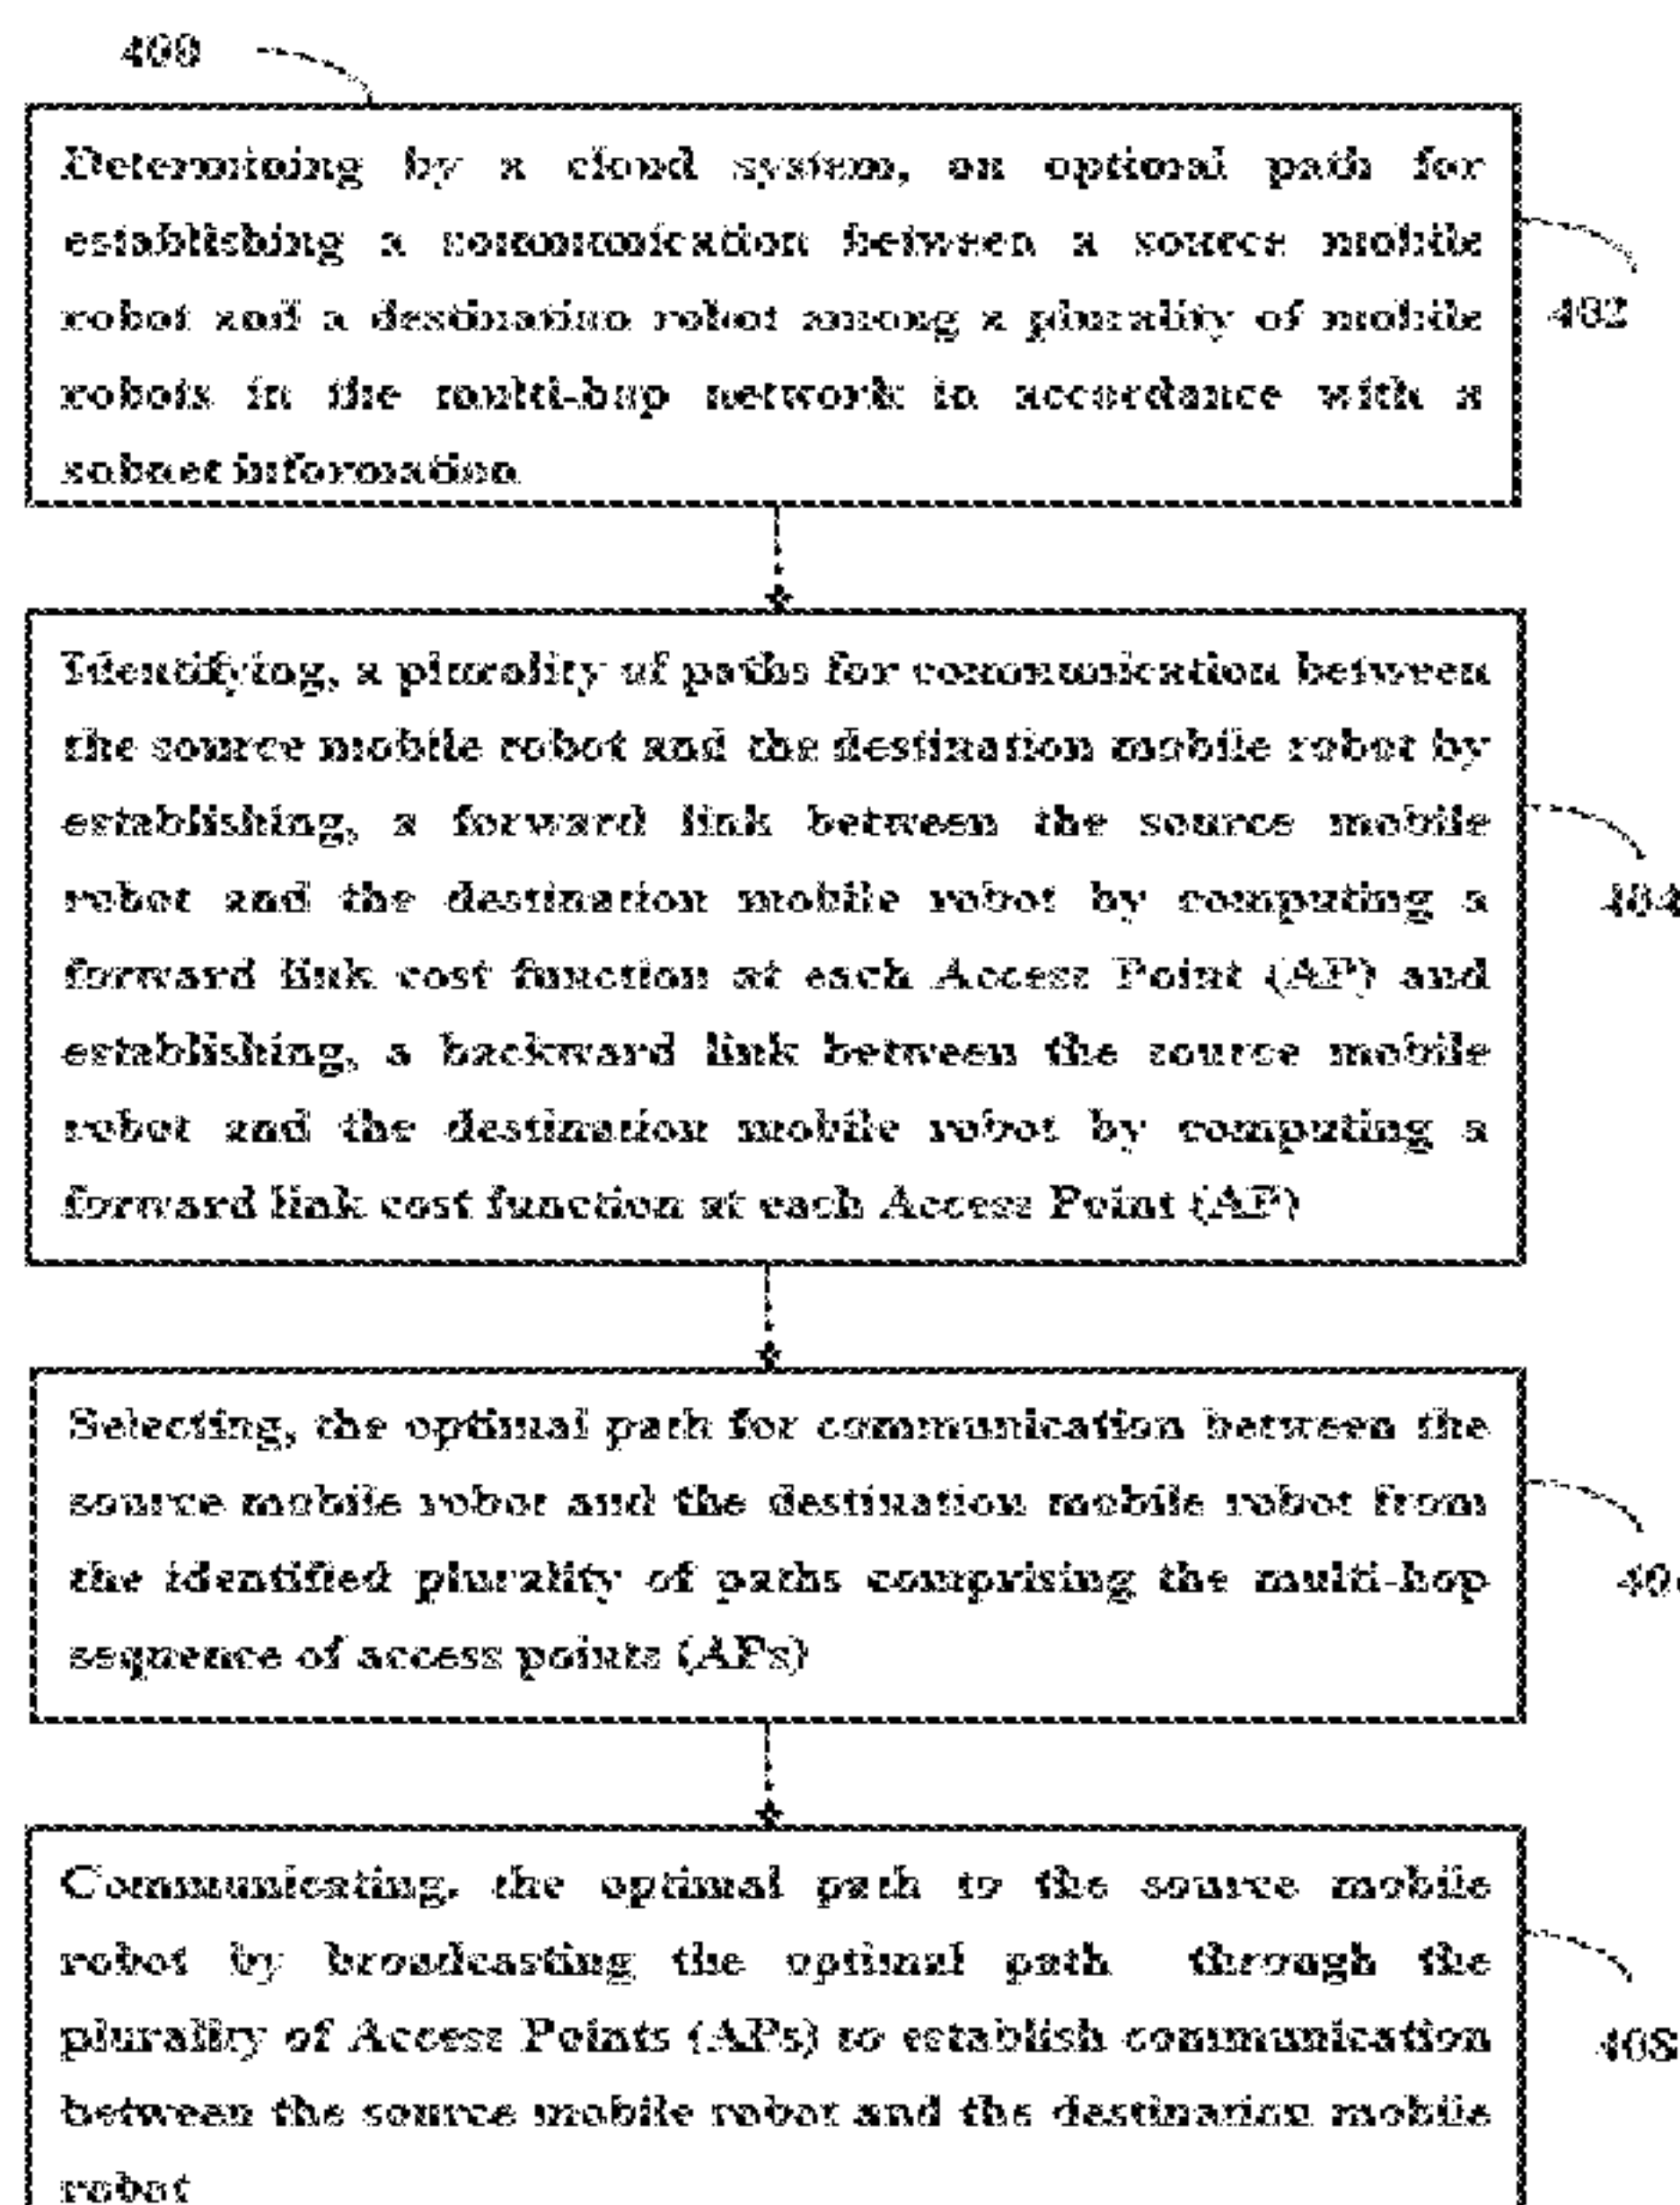 400
Determining by a cloud system, an optimal path for
establishing a communication between a source mobile
robot and a destination robot among a plurality of mobile
robots in the multi-hop network in accordance with a
subnet information
402
Identifying, a plurality of paths for communication between
the source mobile robot and the destination mobile robot by
establishing, a forward link between the source mobile
robot and the destination mobile robot by computing a
forward link cost function at each Access Point (AP) and
establishing, a backward link between the source mobile
robot and the destination mobile robot by computing a
forward link cost function at each Access Point (AP)
404
Selecting, the optimal path for communication between the
source mobile robot and the destination mobile robot from
the identified plurality of paths comprising the multi-hop
sequence of access points (APs)
Communicating, the optimal path to the source mobile
robot by broadcasting the optimal path through the
plurality of Access Points (APs) to establish communication
between the source mobile robot and the destination mobile
robot
408